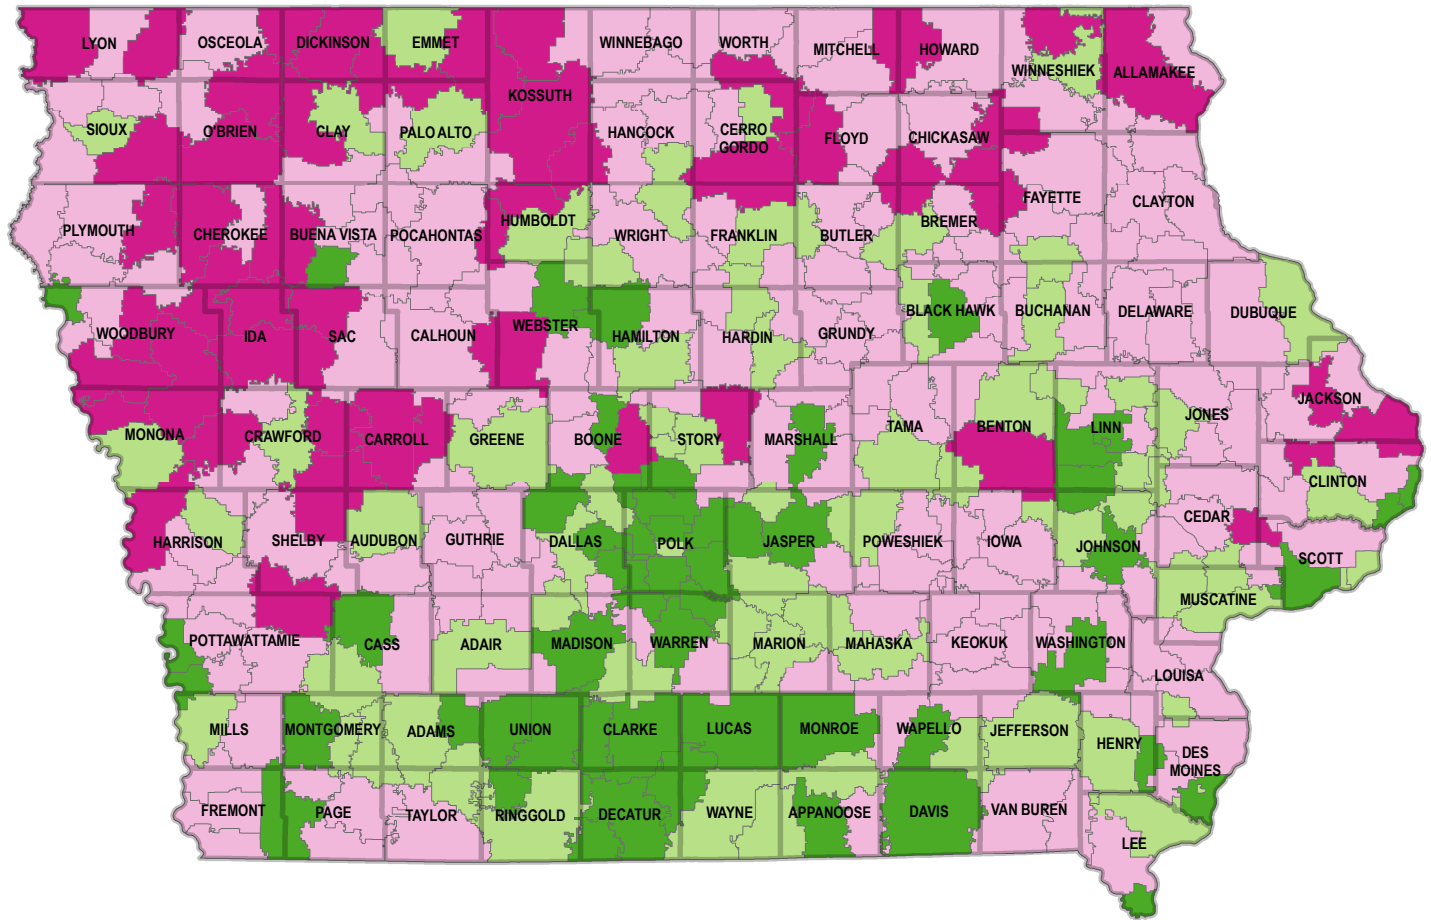 LYON
OSCEOLA
DICKINSON
EMMET
WINNEBAGO
WORTH
MITCHELL
HOWARD
WINNESHIEK
ALLAMAKEE
KOSSUTH
SIOUX
O'BRIEN
CLAY
PALO ALTO
HANCOCK
CERRO
GORDO
FLOYD
CHICKASAW
PLYMOUTH
CHEROKEE
BUENA VISTA
POCAHONTAS
HUMBOLDT
WRIGHT
FRANKLIN
BUTLER
BREMER
FAYETTE
CLAYTON
WOODBURY
IDA
SAC
CALHOUN
WEBSTER
HAMILTON
HARDIN
GRUNDY
BLACK HAWK
BUCHANAN
DELAWARE
DUBUQUE
MONONA
CRAWFORD
CARROLL
GREENE
BOONE
STORY
MARSHALL
TAMA
BENTON
LINN
JONES
JACKSON
CLINTON
HARRISON
SHELBY
AUDUBON
GUTHRIE
DALLAS
POLK
JASPER
POWESHIEK
IOWA
JOHNSON
CEDAR
SCOTT
MUSCATINE
POTTAWATTAMIE
CASS
ADAIR
MADISON
WARREN
MARION
MAHASKA
KEOKUK
WASHINGTON
LOUISA
MILLS
MONTGOMERY
ADAMS
UNION
CLARKE
LUCAS
MONROE
WAPELLO
JEFFERSON
HENRY
DES
MOINES
FREMONT
PAGE
TAYLOR
RINGGOLD
DECATUR
WAYNE
APPANOOSE
DAVIS
VAN BUREN
LEE